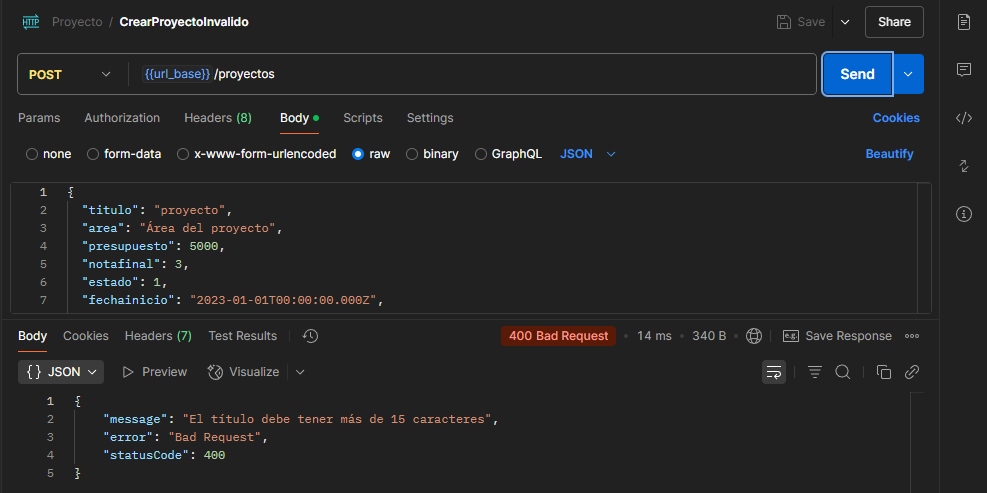 HTTP Proyecto / CrearProyectoInvalido Save Share
POST {{url_base}} /proyectos Send
Params Authorization Headers (8) Body Scripts Settings Cookies
none form-data x-www-form-urlencoded raw binary GraphQL JSON Beautify
1 {
2 "titulo": "proyecto",
3 "area": "Área del proyecto",
4 "presupuesto": 5000,
5 "notafinal": 3,
6 "estado": 1,
7 "fechainicio": "2023-01-01T00:00:00.000Z",
Body Cookies Headers (7) Test Results 400 Bad Request • 14 ms • 340 B • e.g. Save Response
{} JSON Preview Visualize
1 {
2 "message": "El título debe tener más de 15 caracteres",
3 "error": "Bad Request",
4 "statusCode": 400
5 }